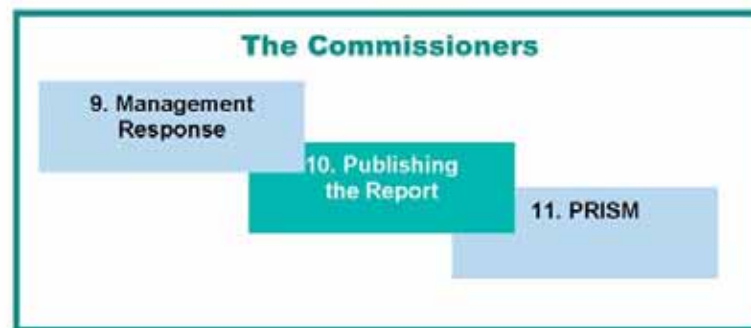 The Commissioners
9. Management
Response
10. Publishing
the Report
11. PRISM